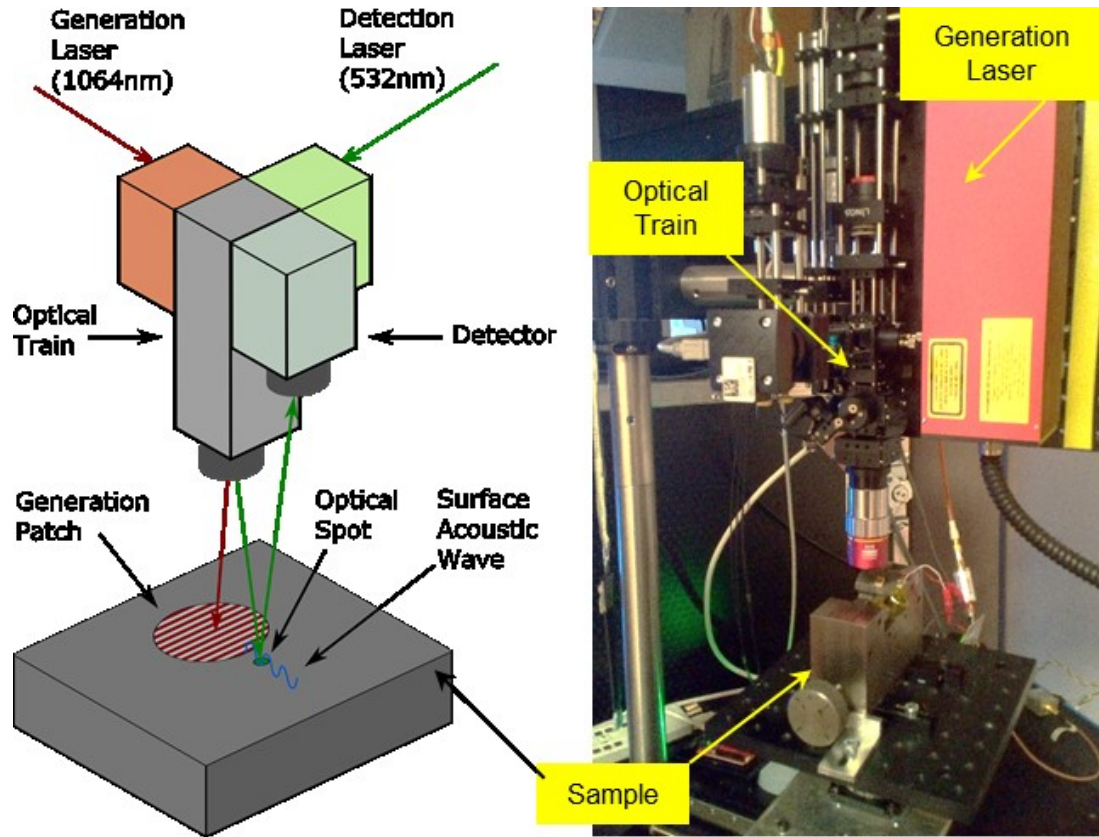 Generation
Laser
(1064nm)
Detection
Laser
(532nm)
Optical
Train
Detector
Generation
Patch
Optical
Spot
Surface
Acoustic
Wave
Sample
Generation
Laser
Optical
Train
LINOS